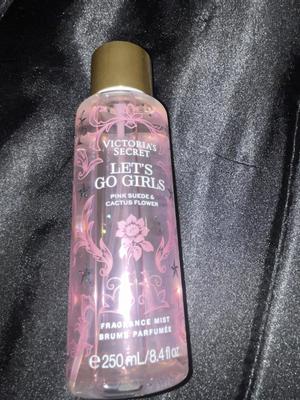 VICTORIA'S
SECRET
LET'S
GO GIRLS
PINK SUEDE &
CACTUS FLOWER
FRAGRANCE MIST
BRUME PARFUMÉE
℮ 250 mL/8.4 fl oz